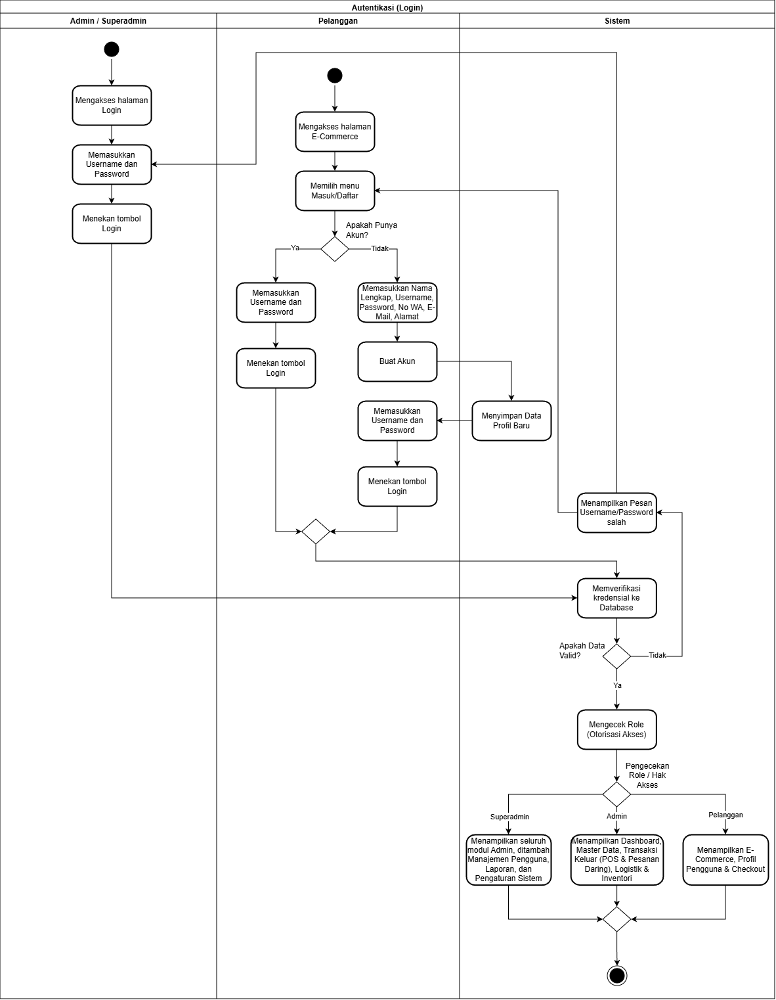 Autentikasi (Login)
Admin / Superadmin
Pelanggan
Sistem
Mengakses halaman
Login
Memasukkan
Username dan
Password
Menekan tombol
Login
Mengakses halaman
E-Commerce
Memilih menu
Masuk/Daftar
Apakah Punya
Akun?
Ya
Tidak
Memasukkan
Username dan
Password
Menekan tombol
Login
Memasukkan Nama
Lengkap, Username,
Password, No WA, E-
Mail, Alamat
Buat Akun
Menyimpan Data
Profil Baru
Memasukkan
Username dan
Password
Menekan tombol
Login
Menampilkan Pesan
Username/Password
salah
Memverifikasi
kredensial ke
Database
Apakah Data
Valid?
Tidak
Ya
Mengecek Role
(Otorisasi Akses)
Pengecekan
Role / Hak
Akses
Superadmin
Admin
Pelanggan
Menampilkan seluruh
modul Admin, ditambah
Manajemen Pengguna,
Laporan, dan
Pengaturan Sistem
Menampilkan Dashboard,
Master Data, Transaksi
Keluar (POS & Pesanan
Daring), Logistik &
Inventori
Menampilkan E-
Commerce, Profil
Pengguna & Checkout